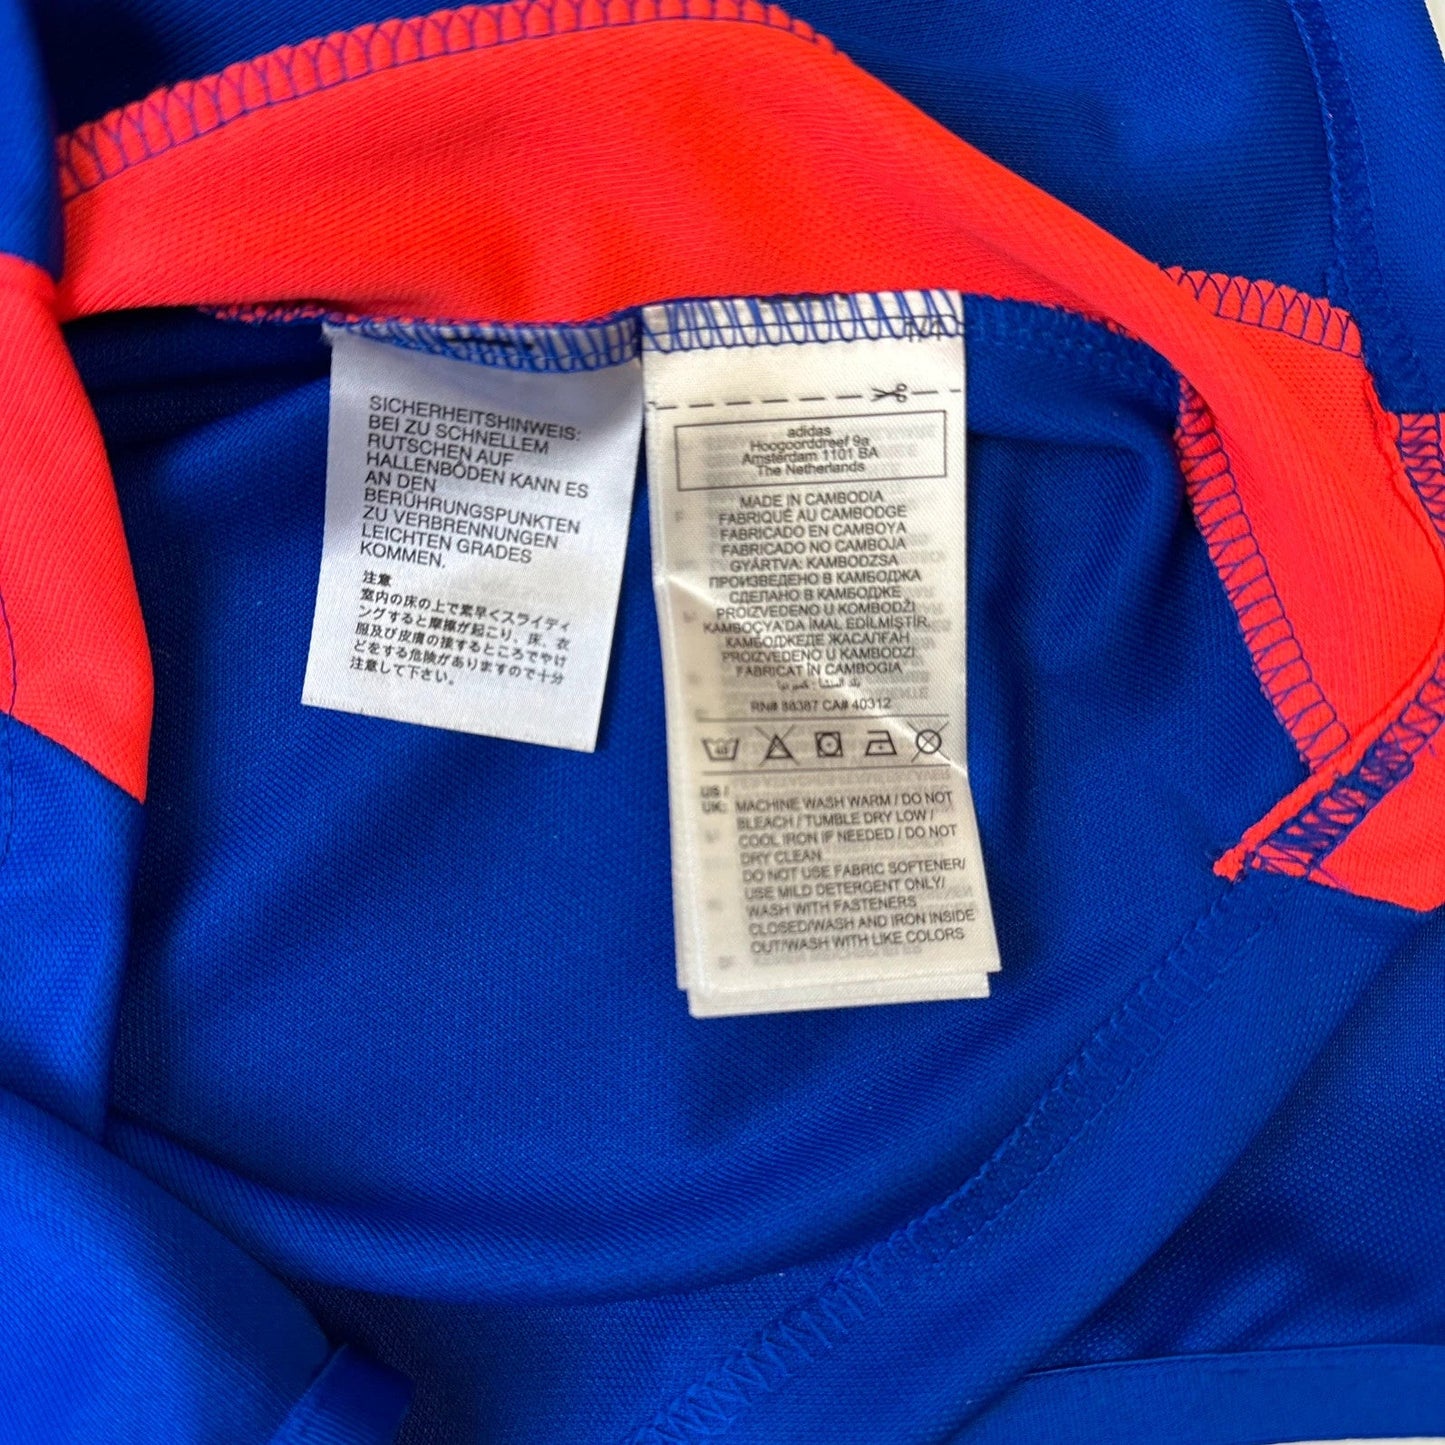 SICHERHEITSHINWEIS:
BEI ZU SCHNELLEM
RUTSCHEN AUF
HALLENBÖDEN KANN ES
AN DEN
BERÜHRUNGSPUNKTEN
ZU VERBRENNUNGEN
LEICHTEN GRADES
KOMMEN.
注意
室内の床の上で素早くスライディ
ングすると摩擦が起こり、床、衣
服及び皮膚の接するところでやけ
どをする危険がありますので十分
注意して下さい。
1/4
adidas
Hoogoorddreef 9a
Amsterdam 1101 BA
The Netherlands
MADE IN CAMBODIA
FABRIQUÉ AU CAMBODGE
FABRICADO EN CAMBOYA
FABRICADO NO CAMBOJA
GYÁRTVA: KAMBODZSA
ПРОИЗВЕДЕНО В КАМБОДЖА
СДЕЛАНО В КАМБОДЖЕ
PROIZVEDENO U KOMBODŽI
KAMBOÇYA'DA İMAL EDİLMİŞTİR.
КАМБОДЖЕДЕ ЖАСАЛҒАН
PROIZVEDENO U KAMBODŽI
FABRICAT ÎN CAMBOGIA
بلد المنشأ: كمبوديا
RN# 88387 CA# 40312
US /
UK: MACHINE WASH WARM / DO NOT
BLEACH / TUMBLE DRY LOW /
COOL IRON IF NEEDED / DO NOT
DRY CLEAN
DO NOT USE FABRIC SOFTENER/
USE MILD DETERGENT ONLY/
WASH WITH FASTENERS
CLOSED/WASH AND IRON INSIDE
OUT/WASH WITH LIKE COLORS